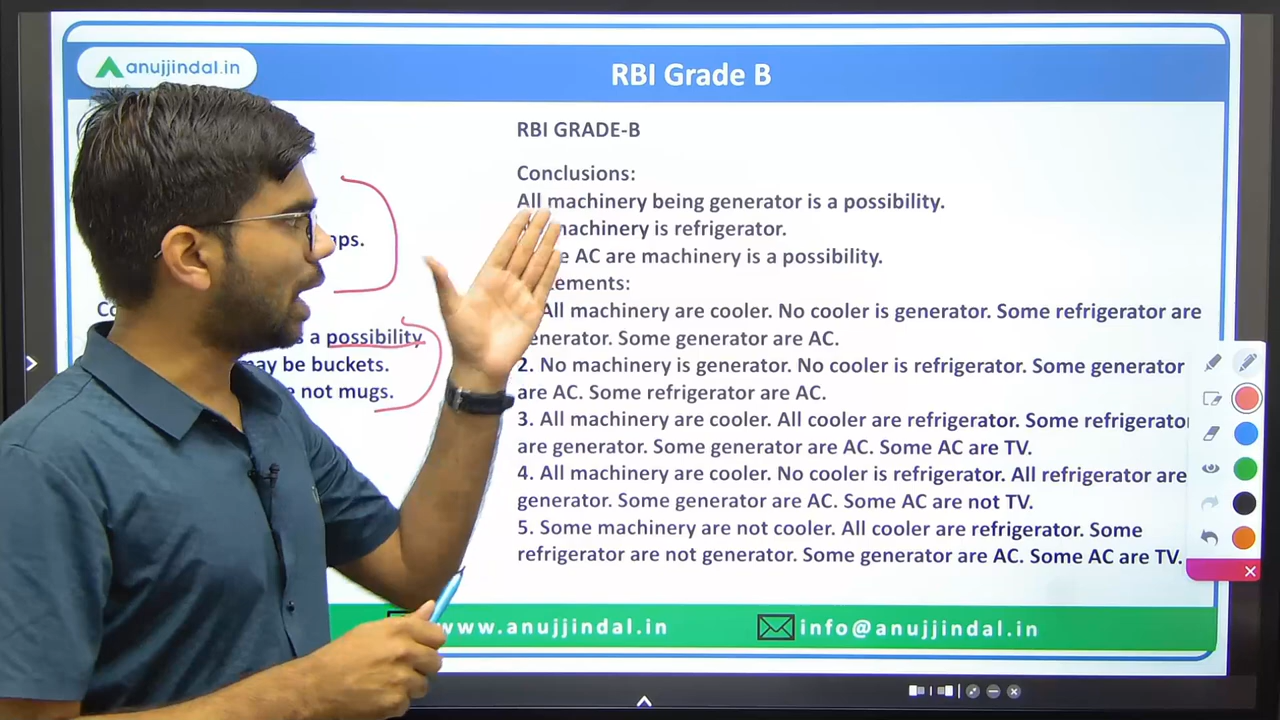 anujjindal.in
RBI Grade B
RBI GRADE-B
Conclusions:
All machinery being generator is a possibility.
machinery is refrigerator.
AC are machinery is a possibility.
All machinery are cooler. No cooler is generator. Some refrigerator are
generator. Some generator are AC.
2. No machinery is generator. No cooler is refrigerator. Some generator
are AC. Some refrigerator are AC.
3. All machinery are cooler. All cooler are refrigerator. Some refrigerator
are generator. Some generator are AC. Some AC are TV.
4. All machinery are cooler. No cooler is refrigerator. All refrigerator are
generator. Some generator are AC. Some AC are not TV.
5. Some machinery are not cooler. All cooler are refrigerator. Some
refrigerator are not generator. Some generator are AC. Some AC are TV.
a possibility
may be buckets.
not mugs.
www.anujjindal.in
info@anujjindal.in